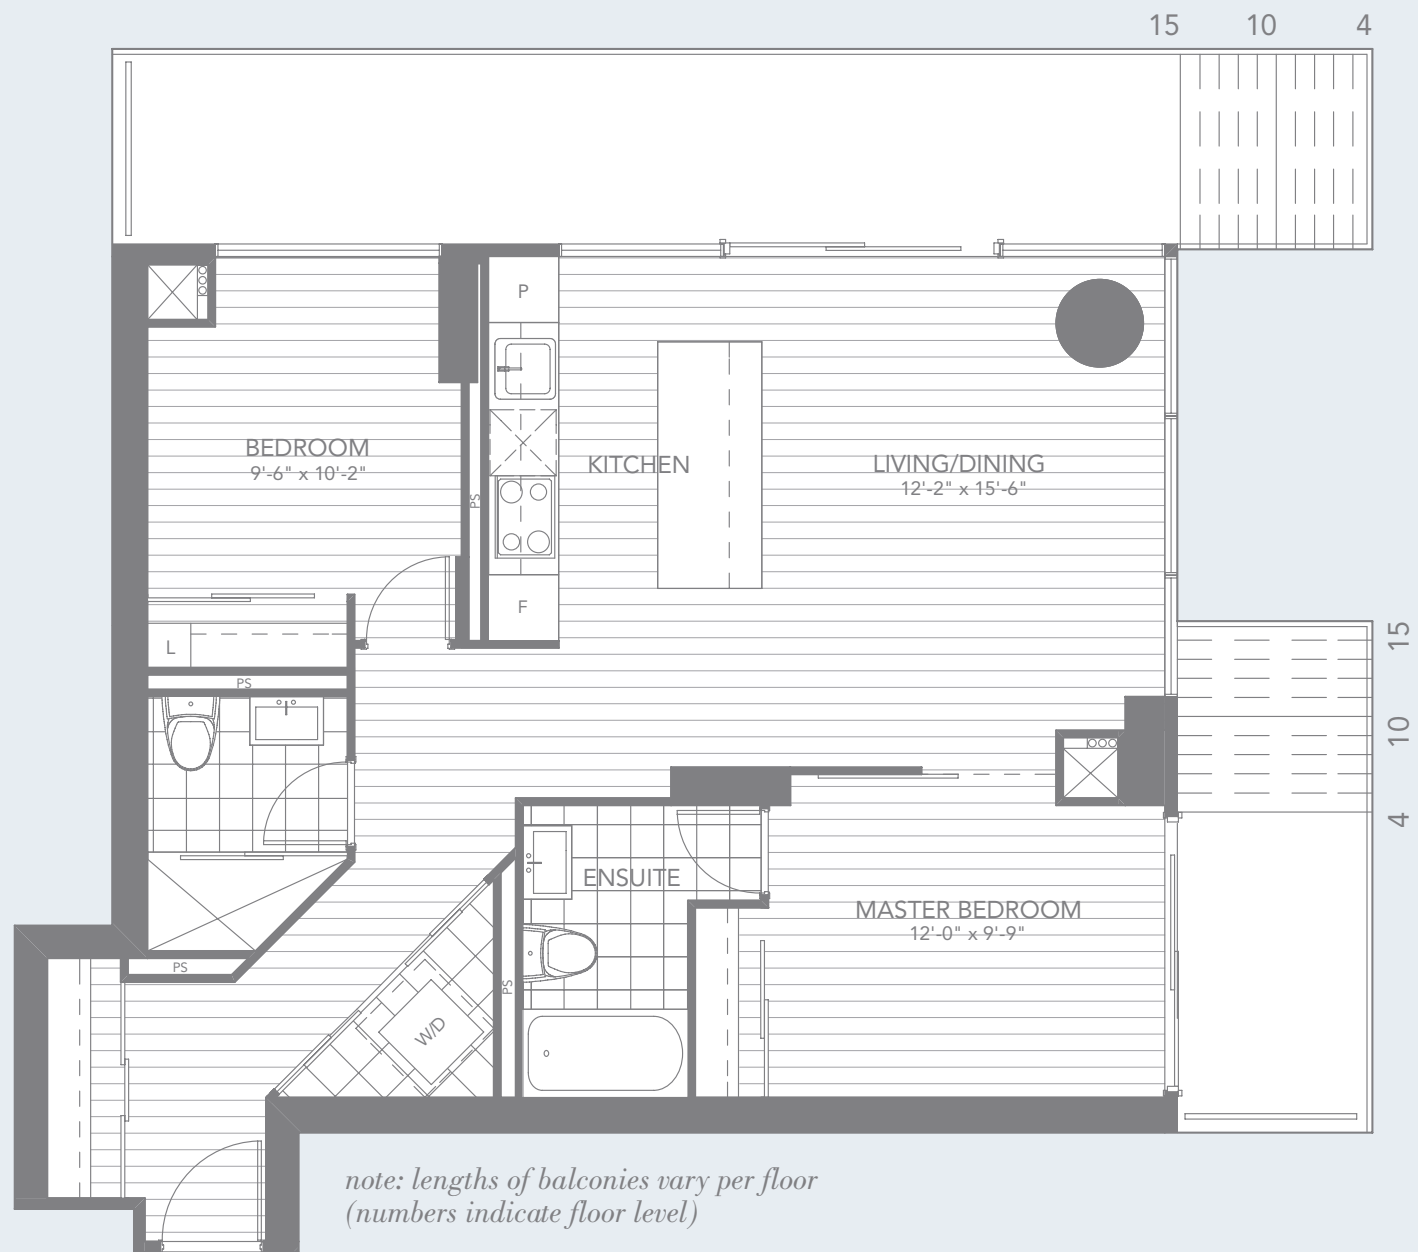 15 10 4
P
BEDROOM
9'-6" x 10'-2"
KITCHEN
LIVING/DINING
12'-2" x 15'-6"
PS
F
L
PS
15
10
4
ENSUITE
MASTER BEDROOM
12'-0" x 9'-9"
PS
PS
W/D
note: lengths of balconies vary per floor
(numbers indicate floor level)